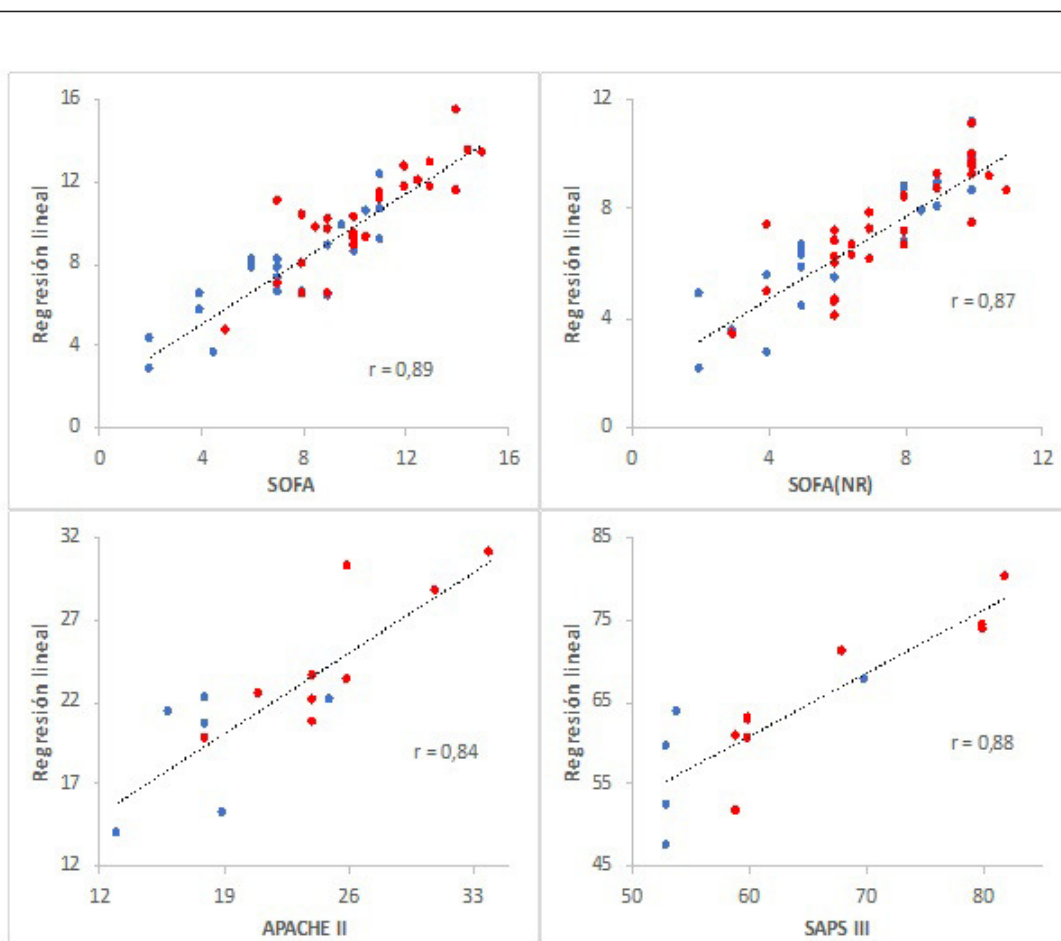 16
12
8
4
0
Regresión lineal
r = 0,89
0 4 8 12 16
SOFA
12
8
4
0
Regresión lineal
r = 0,87
0 4 8 12
SOFA(NR)
32
27
22
17
12
Regresión lineal
r = 0,84
12 19 26 33
APACHE II
85
75
65
55
45
Regresión lineal
r = 0,88
50 60 70 80
SAPS III